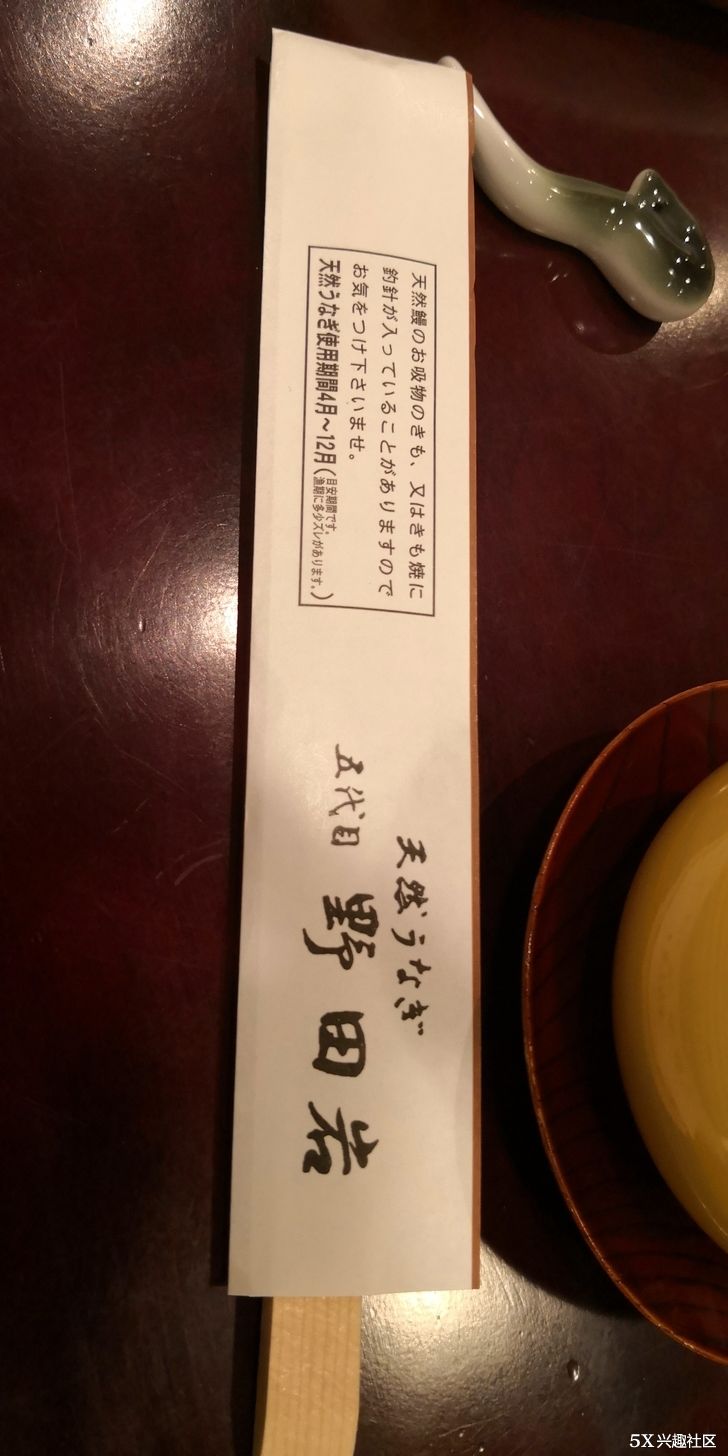 天然鰻のお吸物のきも、又はきも焼に
釣針が入っていることがありますので
お気をつけ下さいませ。
天然うなぎ使用期間4月〜12月(目安期間です。漁期に多少ズレがあります。)
天然うなぎ
五代目 野田岩
5X兴趣社区